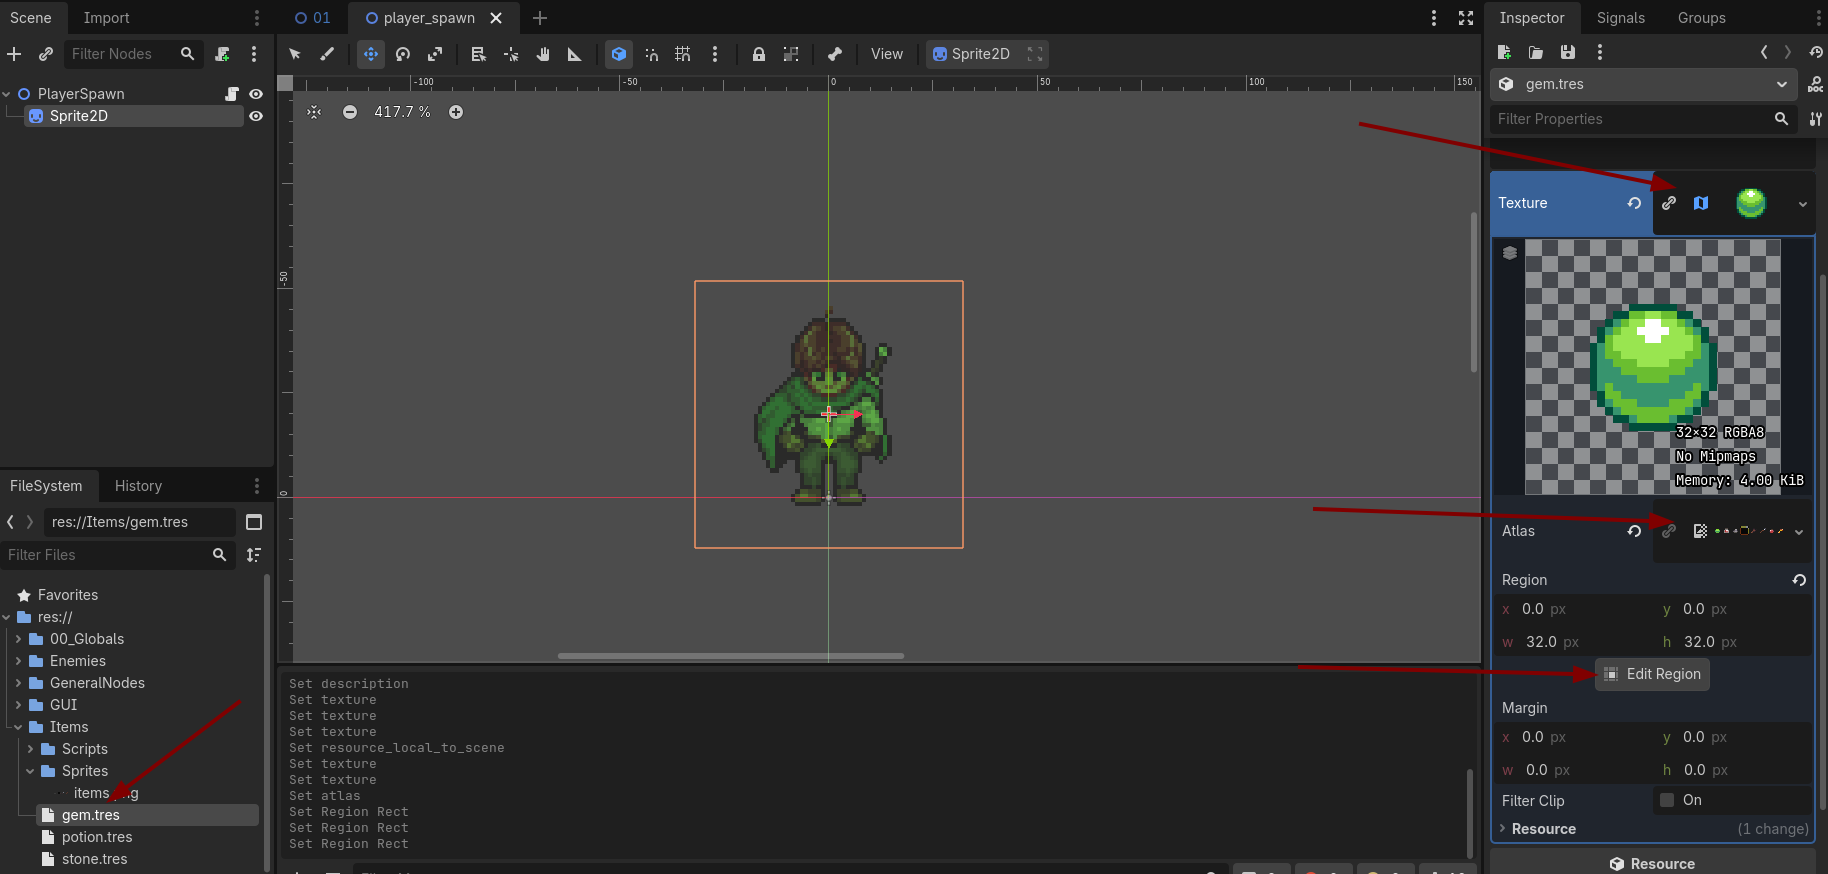 Scene
Import
Filter Nodes
PlayerSpawn
Sprite2D
01
player_spawn
View
Sprite2D
-100
-50
0
50
100
150
417.7 %
-50
0
FileSystem
History
res://Items/gem.tres
Filter Files
Favorites
res://
00_Globals
Enemies
GeneralNodes
GUI
Items
Scripts
Sprites
gem.tres
potion.tres
stone.tres
Set description
Set texture
Set texture
Set texture
Set resource_local_to_scene
Set texture
Set texture
Set atlas
Set Region Rect
Set Region Rect
Set Region Rect
Inspector
Signals
Groups
gem.tres
DOC
Filter Properties
Texture
32×32 RGBA8
No Mipmaps
Memory: 4.00 KiB
Atlas
Region
x 0.0 px y 0.0 px
w 32.0 px h 32.0 px
Edit Region
Margin
x 0.0 px y 0.0 px
w 0.0 px h 0.0 px
Filter Clip
On
Resource (1 change)
Resource